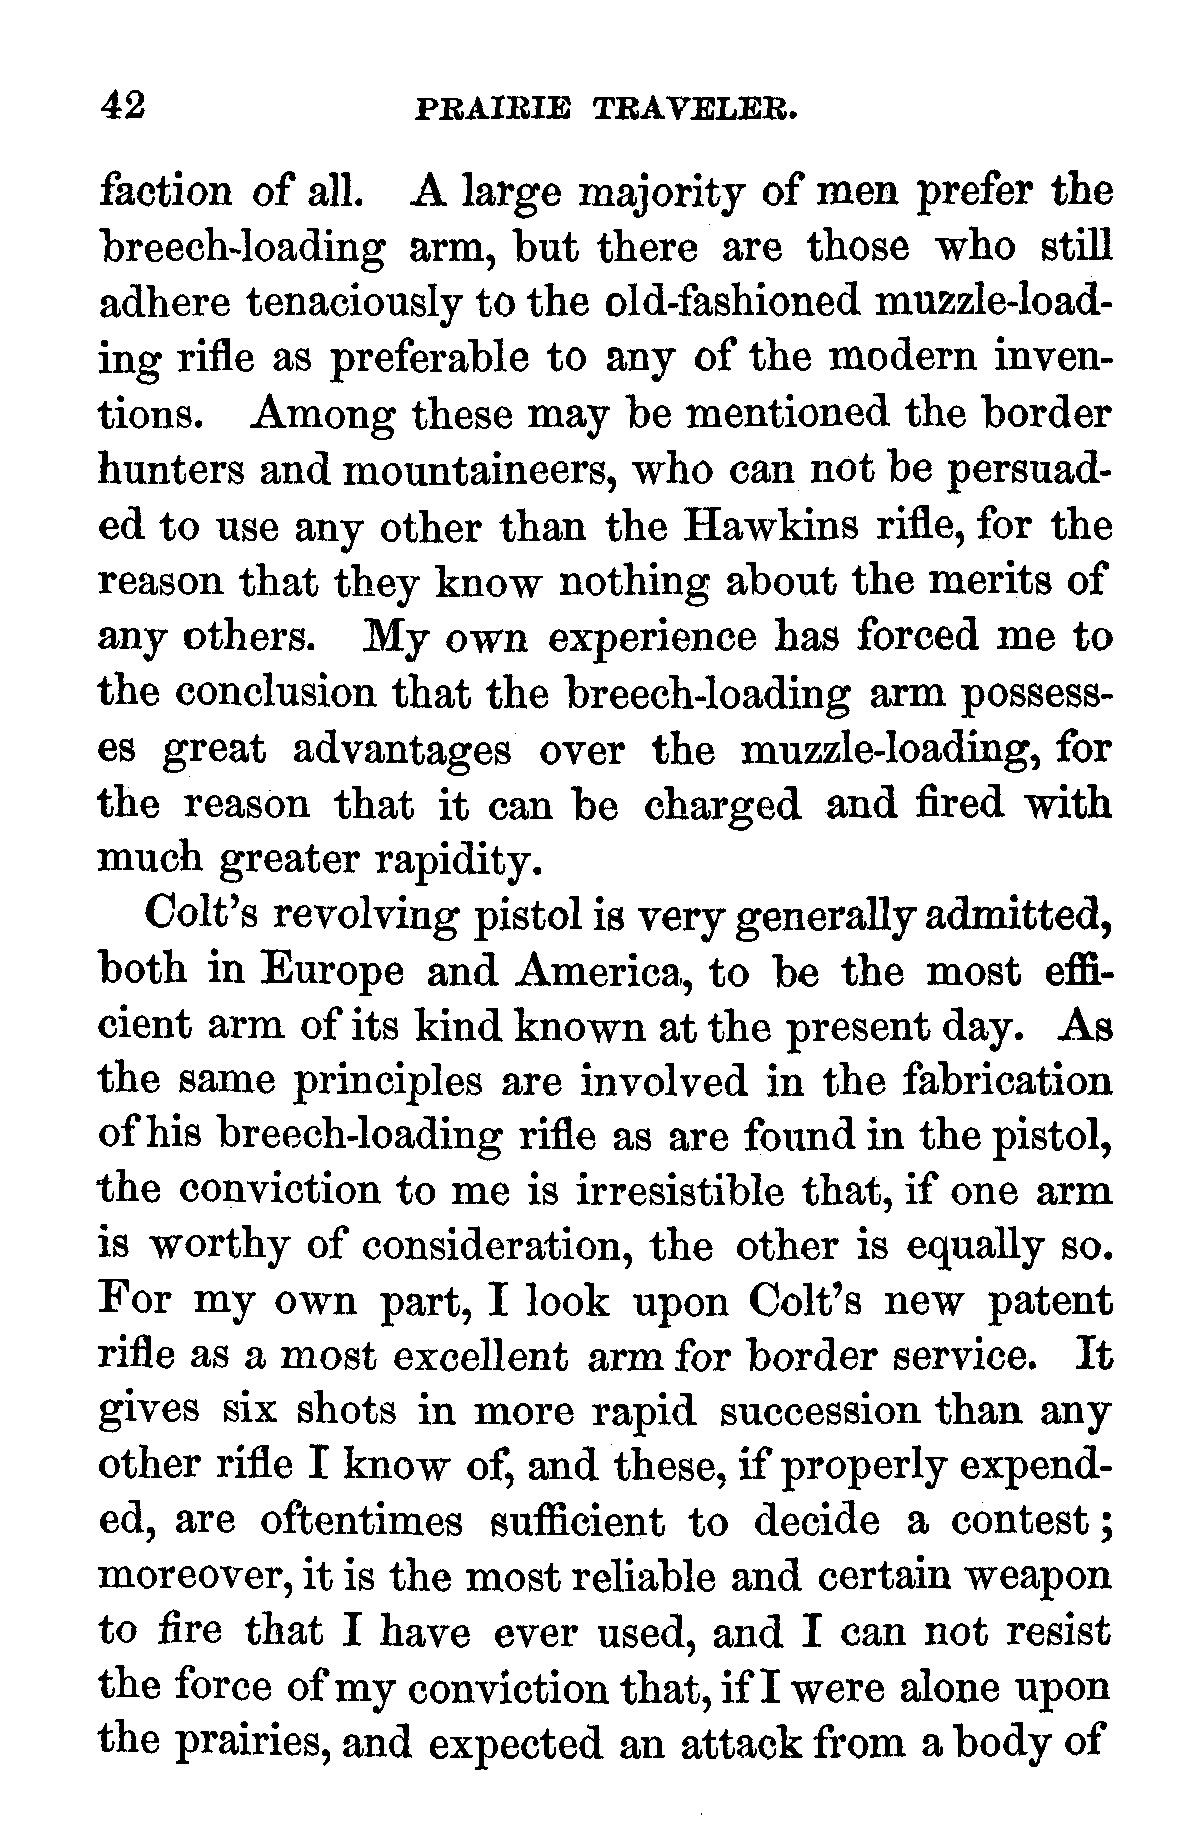 42 PRAIRIE TRAVELER.
faction of all. A large majority of men prefer the
breech-loading arm, but there are those who still
adhere tenaciously to the old-fashioned muzzle-load-
ing rifle as preferable to any of the modern inven-
tions. Among these may be mentioned the border
hunters and mountaineers, who can not be persuad-
ed to use any other than the Hawkins rifle, for the
reason that they know nothing about the merits of
any others. My own experience has forced me to
the conclusion that the breech-loading arm possess-
es great advantages over the muzzle-loading, for
the reason that it can be charged and fired with
much greater rapidity.
Colt's revolving pistol is very generally admitted,
both in Europe and America, to be the most effi-
cient arm of its kind known at the present day. As
the same principles are involved in the fabrication
of his breech-loading rifle as are found in the pistol,
the conviction to me is irresistible that, if one arm
is worthy of consideration, the other is equally so.
For my own part, I look upon Colt's new patent
rifle as a most excellent arm for border service. It
gives six shots in more rapid succession than any
other rifle I know of, and these, if properly expend-
ed, are oftentimes sufficient to decide a contest;
moreover, it is the most reliable and certain weapon
to fire that I have ever used, and I can not resist
the force of my conviction that, if I were alone upon
the prairies, and expected an attack from a body of